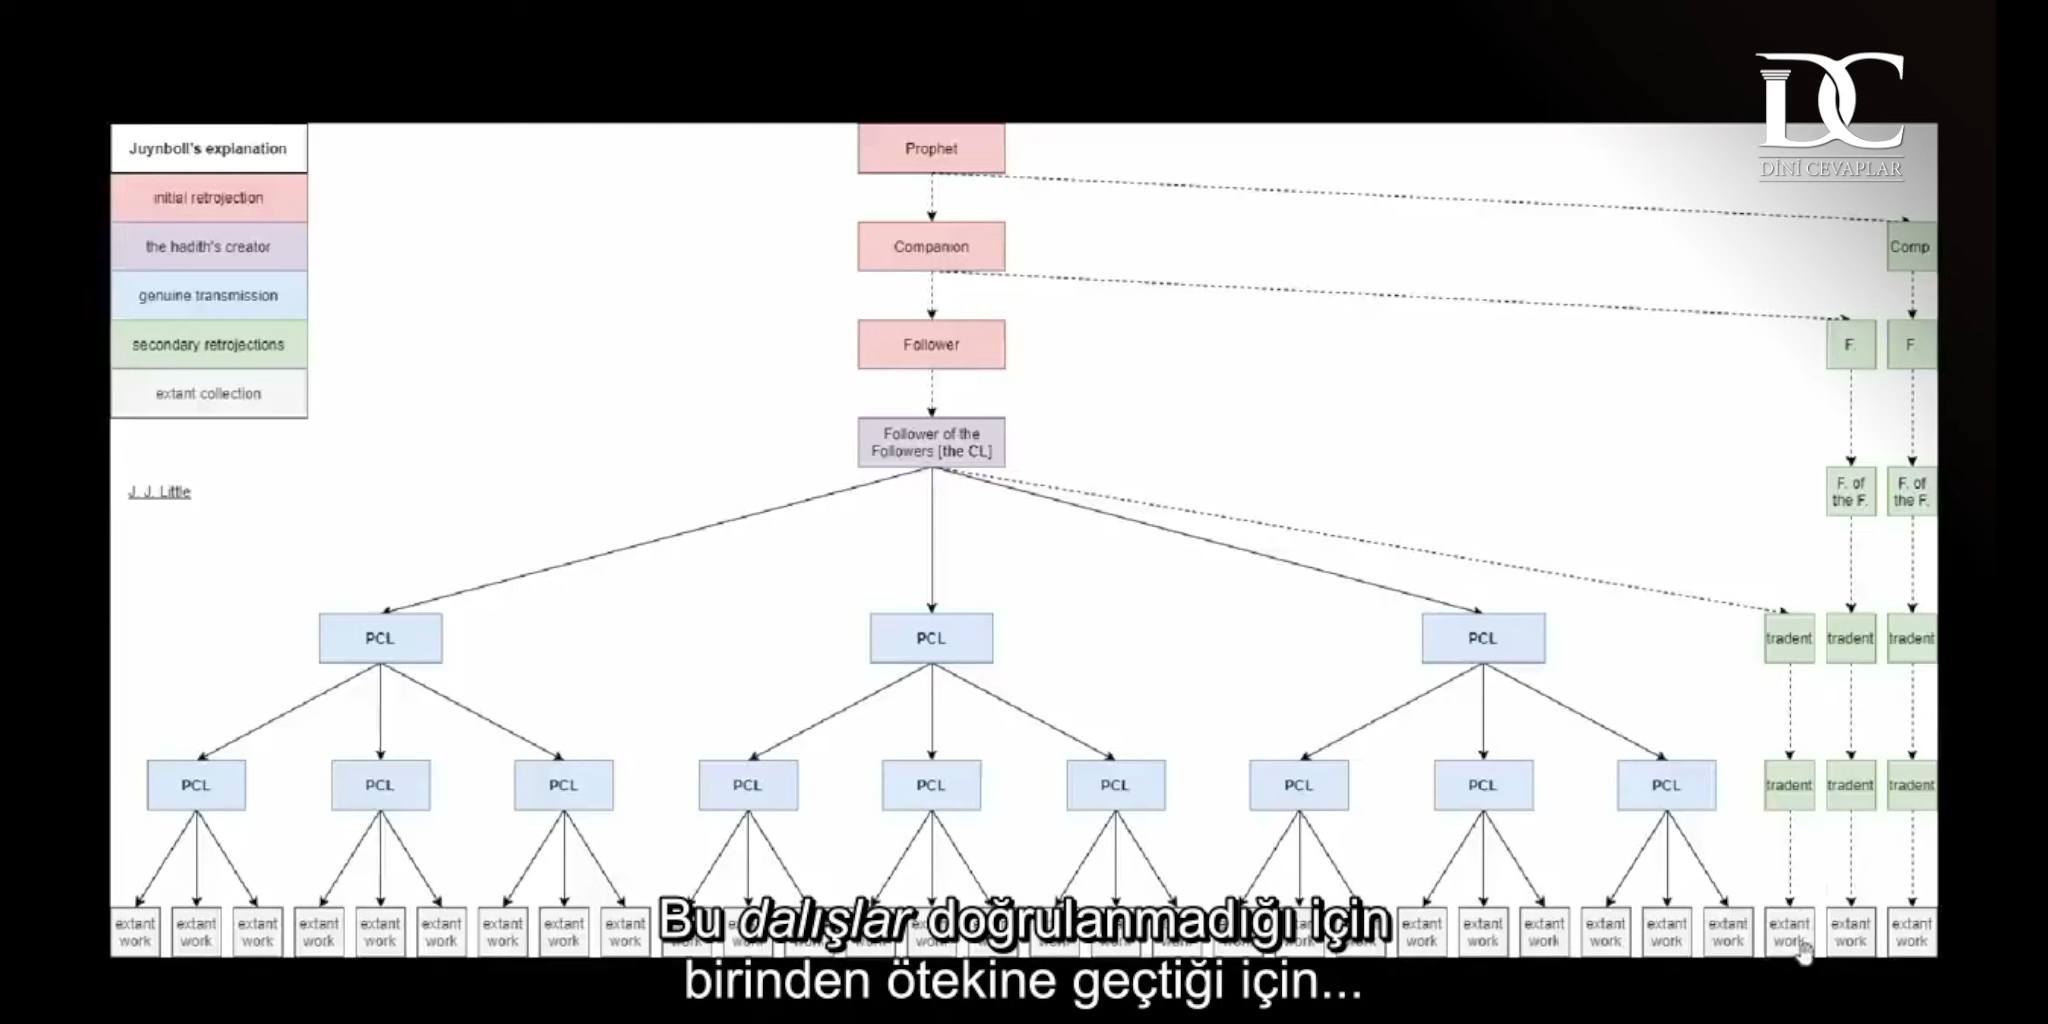 DC
DİNİ CEVAPLAR
Juynboll's explanation
initial retrojection
the hadith's creator
genuine transmission
secondary retrojections
extant collection
J. J. Little
Prophet
Companion
Comp
Follower
F.
F.
Follower of the
Followers [the CL]
F. of
the F.
F. of
the F.
PCL
PCL
PCL
tradent
tradent
tradent
PCL
PCL
PCL
PCL
PCL
PCL
PCL
PCL
PCL
tradent
tradent
tradent
extant
work
extant
work
extant
work
extant
work
extant
work
extant
work
extant
work
extant
work
extant
work
extant
work
extant
work
extant
work
extant
work
extant
work
extant
work
extant
work
extant
work
extant
work
Bu dalışlar doğrulanmadığı için
birinden ötekine geçtiği için...